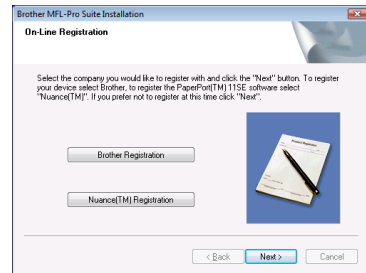 Brother MFL-Pro Suite Installation
On-Line Registration
Select the company you would like to register with and click the "Next" button. To register
your device select Brother, to register the PaperPort(TM) 11SE software select
"Nuance(TM)". If you prefer not to register at this time click "Next".
Brother Registration
Nuance(TM) Registration
Product Registration
< Back
Next >
Cancel